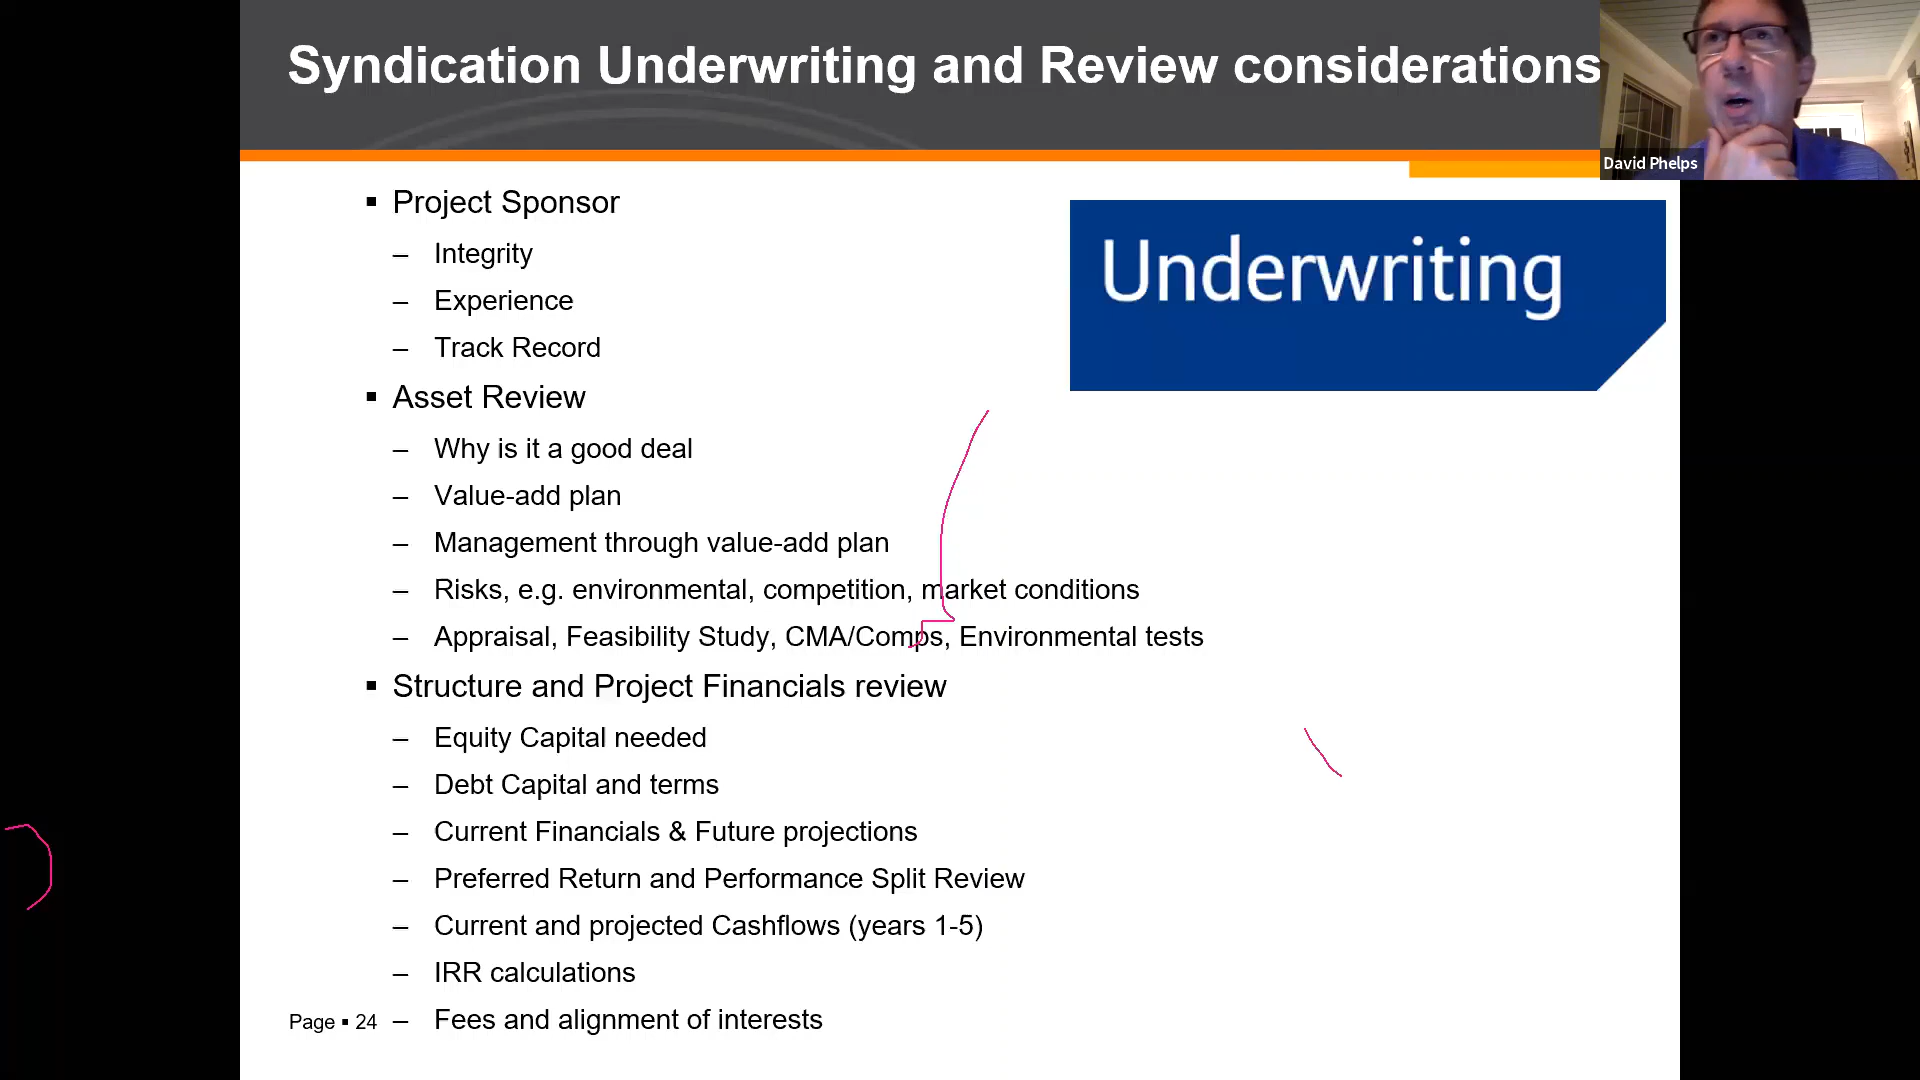 Syndication Underwriting and Review considerations
David Phelps
▪ Project Sponsor
– Integrity
– Experience
– Track Record
▪ Asset Review
– Why is it a good deal
– Value-add plan
– Management through value-add plan
– Risks, e.g. environmental, competition, market conditions
– Appraisal, Feasibility Study, CMA/Comps, Environmental tests
▪ Structure and Project Financials review
– Equity Capital needed
– Debt Capital and terms
– Current Financials & Future projections
– Preferred Return and Performance Split Review
– Current and projected Cashflows (years 1-5)
– IRR calculations
– Fees and alignment of interests
Underwriting
Page ▪ 24